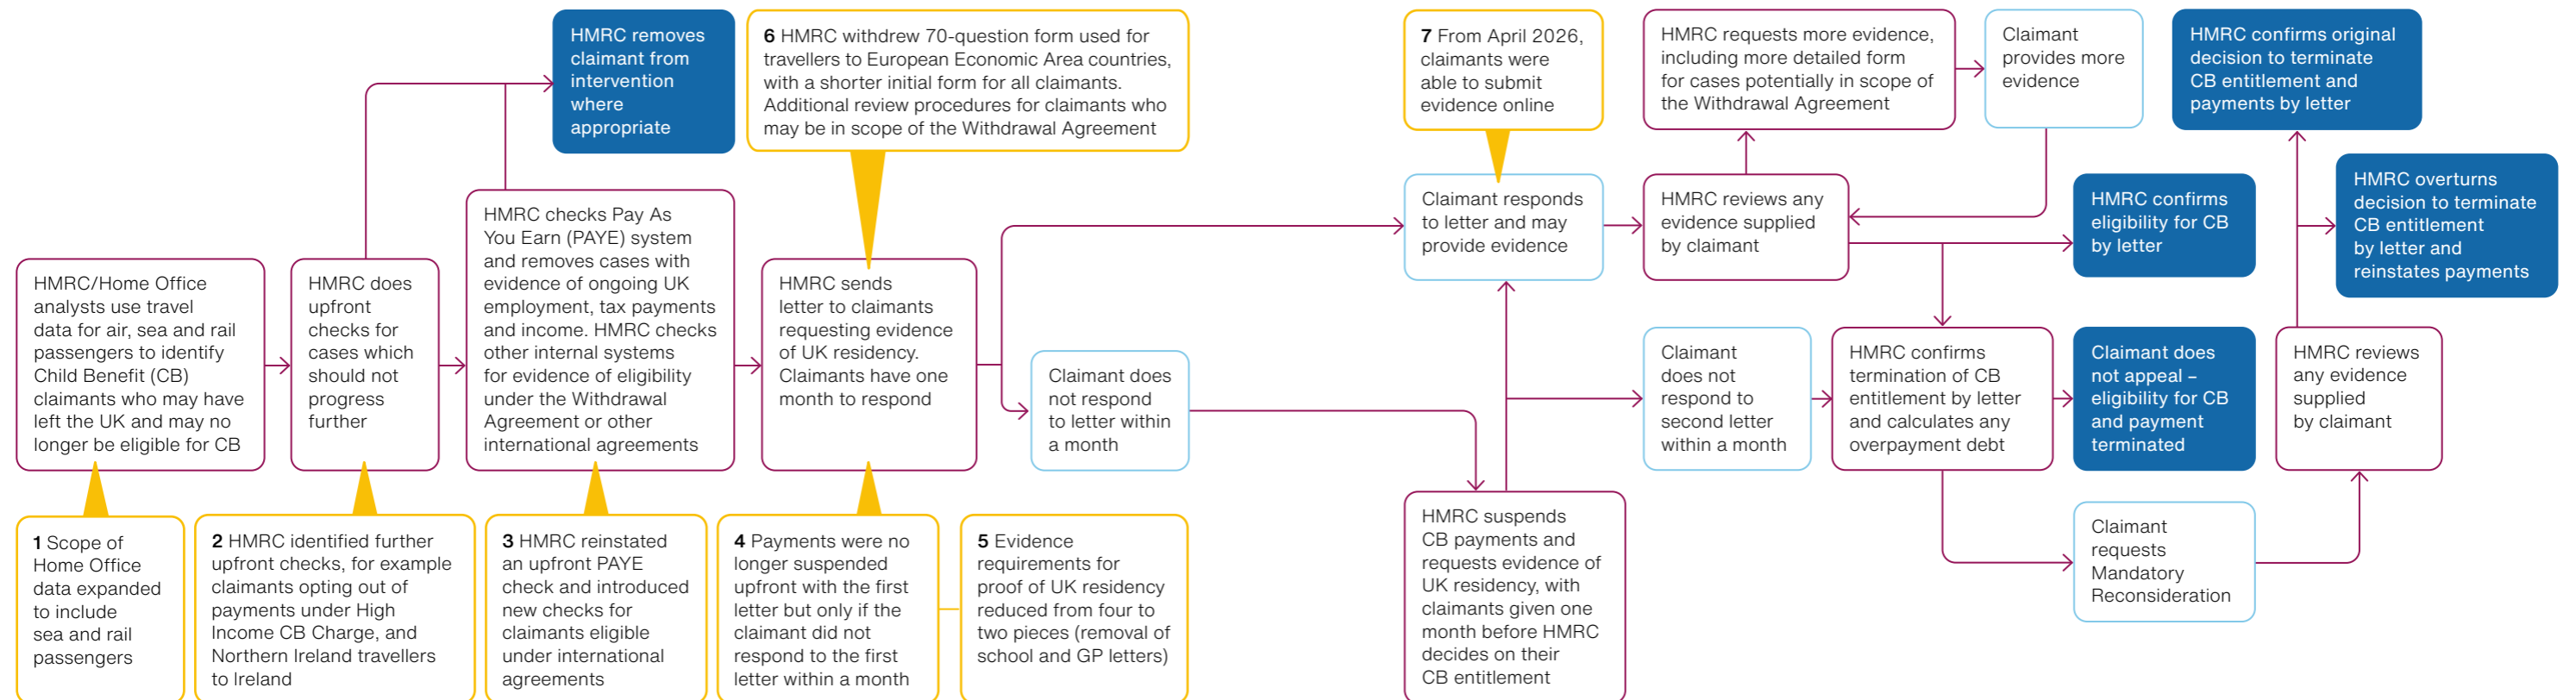 HMRC removes
claimant from
intervention
where
appropriate
6 HMRC withdrew 70-question form used for
travellers to European Economic Area countries,
with a shorter initial form for all claimants.
Additional review procedures for claimants who
may be in scope of the Withdrawal Agreement
7 From April 2026,
claimants were
able to submit
evidence online
HMRC requests more evidence,
including more detailed form
for cases potentially in scope of
the Withdrawal Agreement
Claimant
provides more
evidence
HMRC confirms original
decision to terminate
CB entitlement and
payments by letter
HMRC/Home Office
analysts use travel
data for air, sea and rail
passengers to identify
Child Benefit (CB)
claimants who may have
left the UK and may no
longer be eligible for CB
HMRC does
upfront
checks for
cases which
should not
progress
further
HMRC checks Pay As
You Earn (PAYE) system
and removes cases with
evidence of ongoing UK
employment, tax payments
and income. HMRC checks
other internal systems
for evidence of eligibility
under the Withdrawal
Agreement or other
international agreements
HMRC sends
letter to claimants
requesting evidence
of UK residency.
Claimants have one
month to respond
Claimant does
not respond
to letter within
a month
Claimant responds
to letter and may
provide evidence
HMRC reviews any
evidence supplied
by claimant
HMRC confirms
eligibility for CB
by letter
HMRC overturns
decision to terminate
CB entitlement
by letter and
reinstates payments
Claimant
does not
respond to
second letter
within a month
HMRC confirms
termination of CB
entitlement by letter
and calculates any
overpayment debt
Claimant does
not appeal –
eligibility for CB
and payment
terminated
HMRC reviews
any evidence
supplied
by claimant
1 Scope of
Home Office
data expanded
to include
sea and rail
passengers
2 HMRC identified further
upfront checks, for example
claimants opting out of
payments under High
Income CB Charge, and
Northern Ireland travellers
to Ireland
3 HMRC reinstated
an upfront PAYE
check and introduced
new checks for
claimants eligible
under international
agreements
4 Payments were no
longer suspended
upfront with the first
letter but only if the
claimant did not
respond to the first
letter within a month
5 Evidence
requirements for
proof of UK residency
reduced from four to
two pieces (removal of
school and GP letters)
HMRC suspends
CB payments and
requests evidence of
UK residency, with
claimants given one
month before HMRC
decides on their
CB entitlement
Claimant
requests
Mandatory
Reconsideration